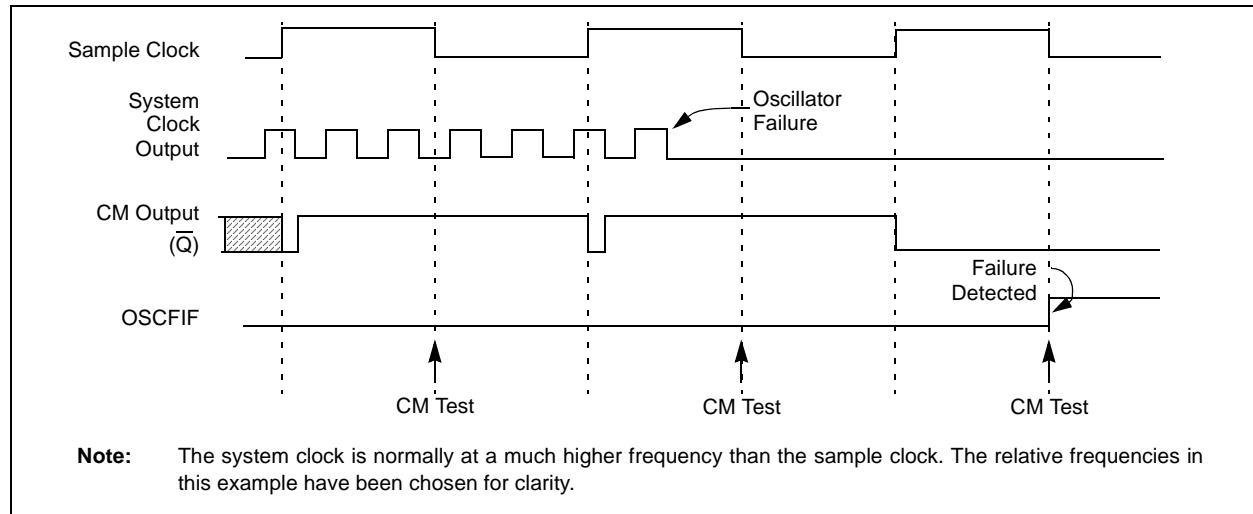 Sample Clock
System
Clock
Output
Oscillator
Failure
CM Output
(Q̅)
Failure
Detected
OSCFIF
CM Test
CM Test
CM Test
Note: The system clock is normally at a much higher frequency than the sample clock. The relative frequencies in
this example have been chosen for clarity.